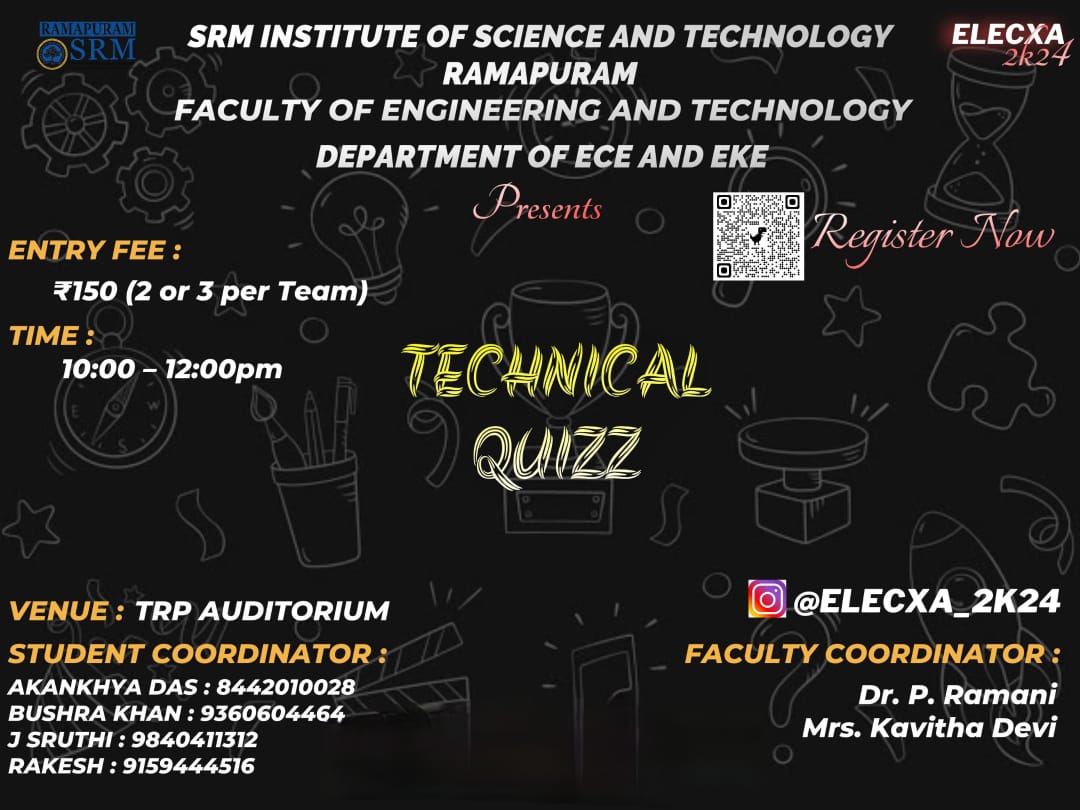 RAMAPURAM
SRM
SRM INSTITUTE OF SCIENCE AND TECHNOLOGY
RAMAPURAM
FACULTY OF ENGINEERING AND TECHNOLOGY
DEPARTMENT OF ECE AND EKE
ELECXA
2k24
Presents
Register Now
ENTRY FEE :
₹150 (2 or 3 per Team)
TIME :
10:00 – 12:00pm
TECHNICAL
QUIZZ
E W
S
VENUE : TRP AUDITORIUM
STUDENT COORDINATOR :
AKANKHYA DAS : 8442010028
BUSHRA KHAN : 9360604464
J SRUTHI : 9840411312
RAKESH : 9159444516
@ELECXA_2K24
FACULTY COORDINATOR :
Dr. P. Ramani
Mrs. Kavitha Devi